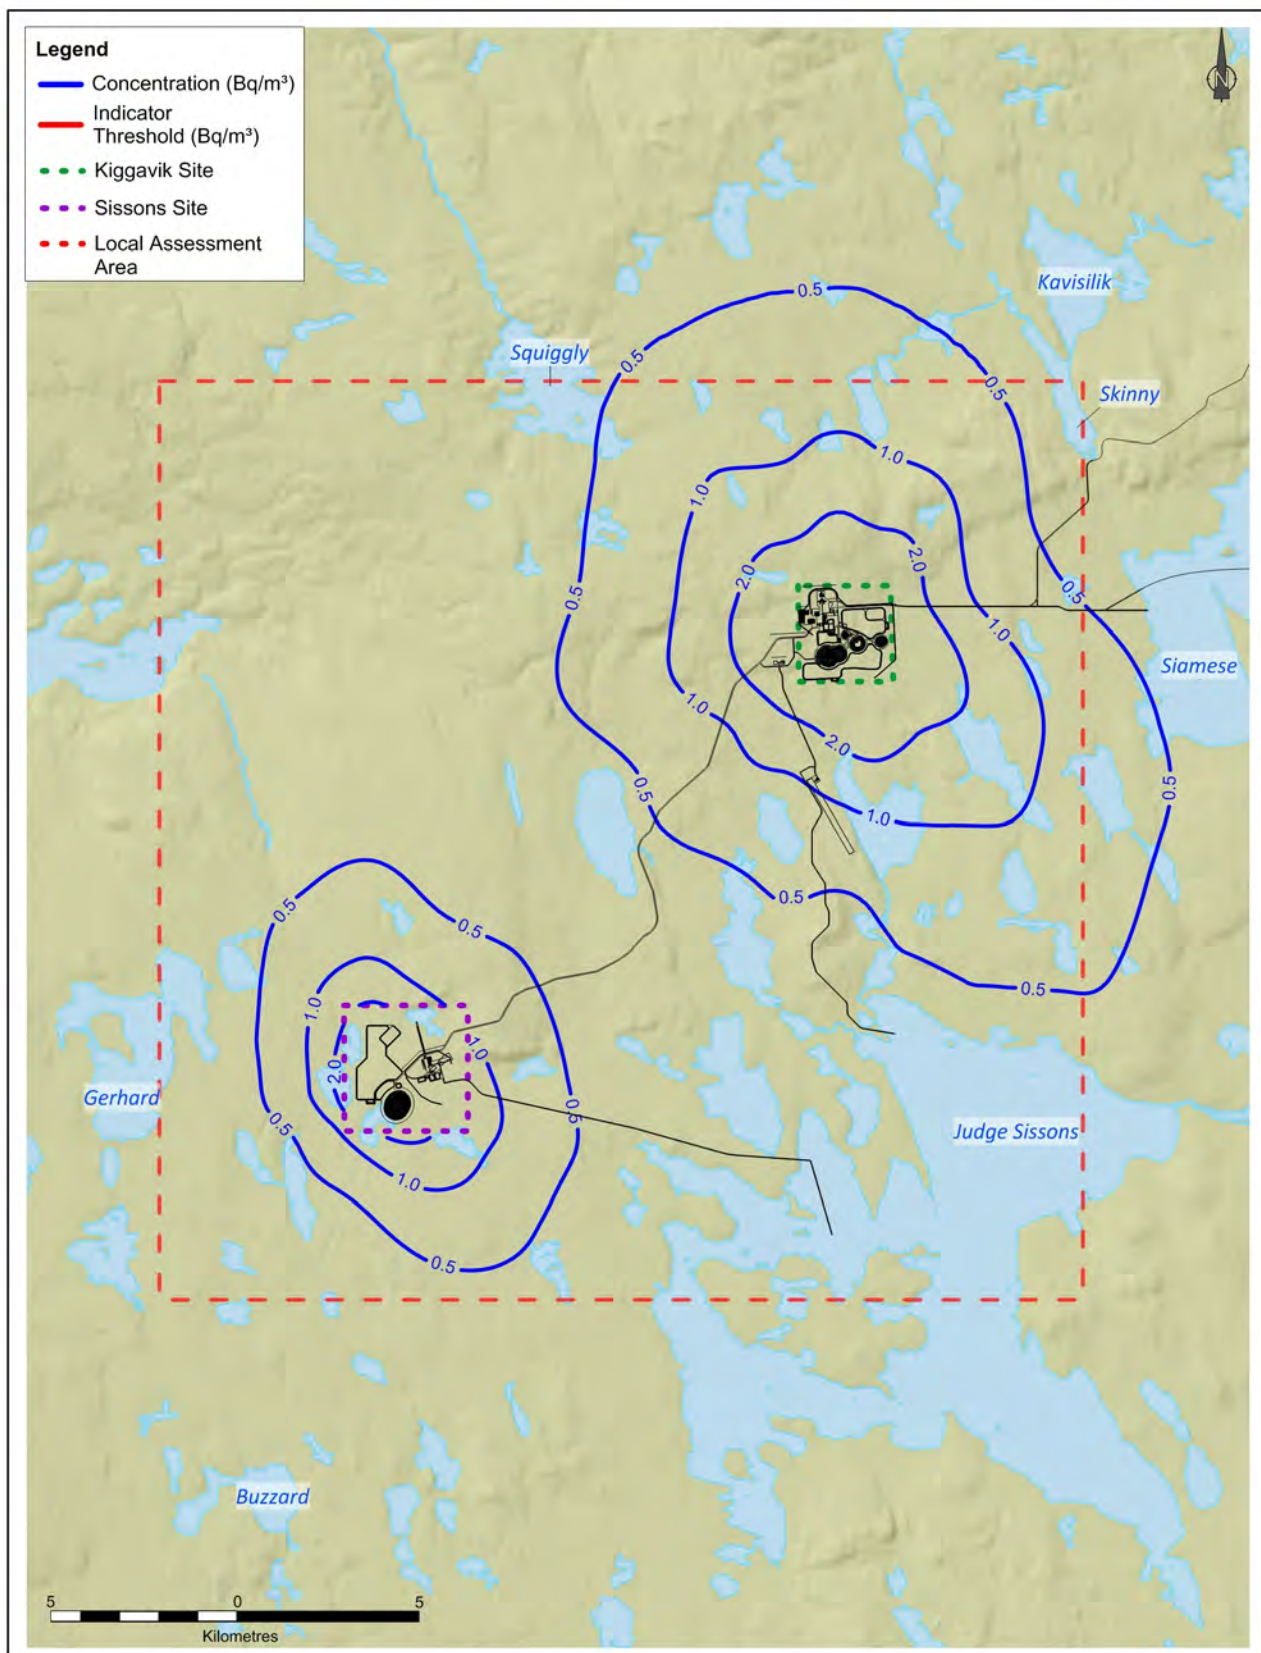 Legend
Concentration (Bq/m³)
Indicator
Threshold (Bq/m³)
Kiggavik Site
Sissons Site
Local Assessment
Area
N
Kavisilik
0.5
Squiggly
0.5
0.5
Skinny
1.0
1.0
2.0
2.0
0.5
0.5
1.0
Siamese
1.0
2.0
0.5
0.5
1.0
0.5
0.5
0.5
0.5
1.0
1.0
2.0
Gerhard
0.5
0.5
Judge Sissons
1.0
0.5
Buzzard
5 0 5
Kilometres